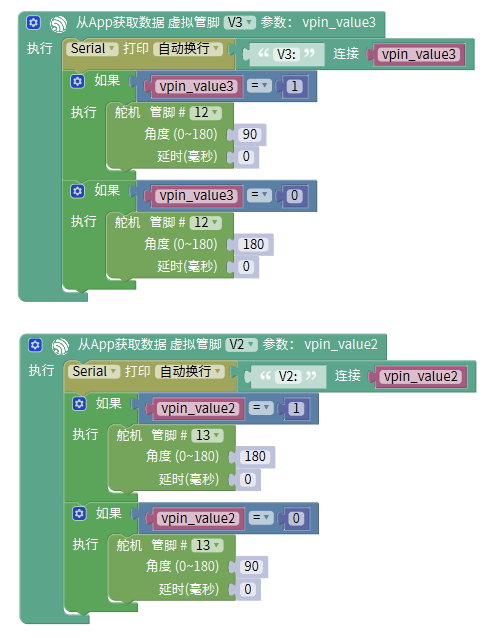 从App获取数据 虚拟管脚 V3 参数： vpin_value3
执行 Serial 打印 自动换行 “ V3: ” 连接 vpin_value3
如果 vpin_value3 = 1
执行 舵机 管脚 # 12
角度 (0~180) 90
延时(毫秒) 0
如果 vpin_value3 = 0
执行 舵机 管脚 # 12
角度 (0~180) 180
延时(毫秒) 0
从App获取数据 虚拟管脚 V2 参数： vpin_value2
执行 Serial 打印 自动换行 “ V2: ” 连接 vpin_value2
如果 vpin_value2 = 1
执行 舵机 管脚 # 13
角度 (0~180) 180
延时(毫秒) 0
如果 vpin_value2 = 0
执行 舵机 管脚 # 13
角度 (0~180) 90
延时(毫秒) 0